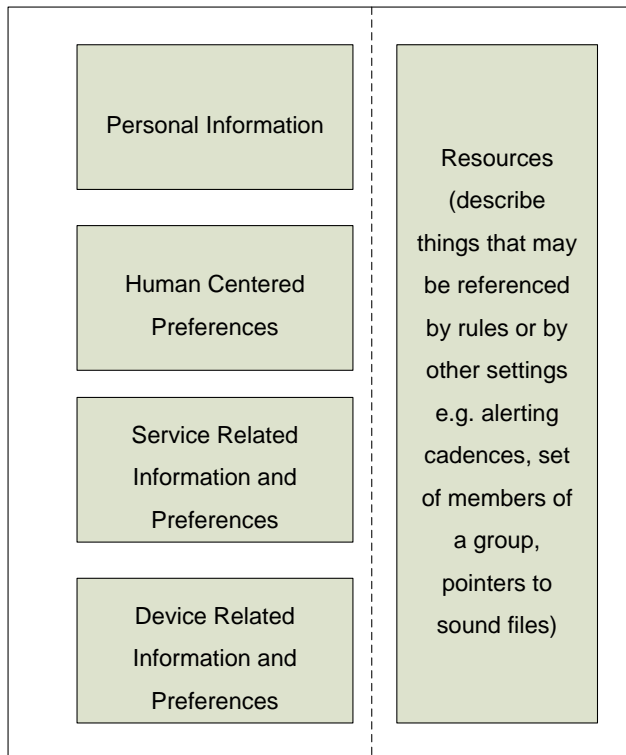 Personal Information
Human Centered
Preferences
Service Related
Information and
Preferences
Device Related
Information and
Preferences
Resources
(describe
things that may
be referenced
by rules or by
other settings
e.g. alerting
cadences, set
of members of
a group,
pointers to
sound files)